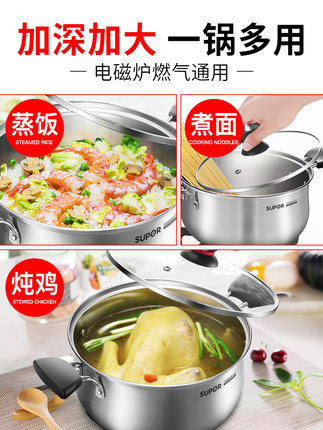 加深加大 一锅多用
电磁炉燃气通用
蒸饭
STEAMED RICE
SUPOR
煮面
COOKING NOODLES
SUPOR
炖鸡
STEWED CHICKEN
SUPOR